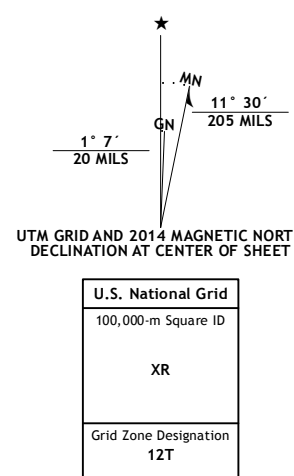 ★
MN
GN
11° 30´
205 MILS
1° 7´
20 MILS
UTM GRID AND 2014 MAGNETIC NORT
DECLINATION AT CENTER OF SHEET
U.S. National Grid
100,000-m Square ID
XR
Grid Zone Designation
12T